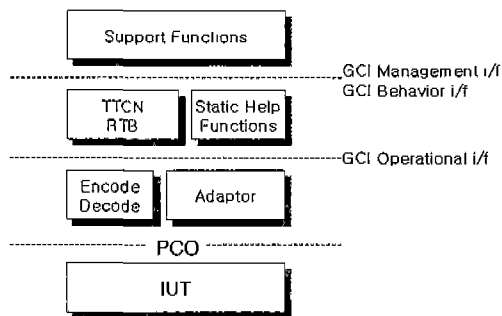 Support Functions
GCI Management i/f
GCI Behavior i/f
TTCN
RTB
Static Help
Functions
GCI Operational i/f
Encode
Decode
Adaptor
PCO
IUT